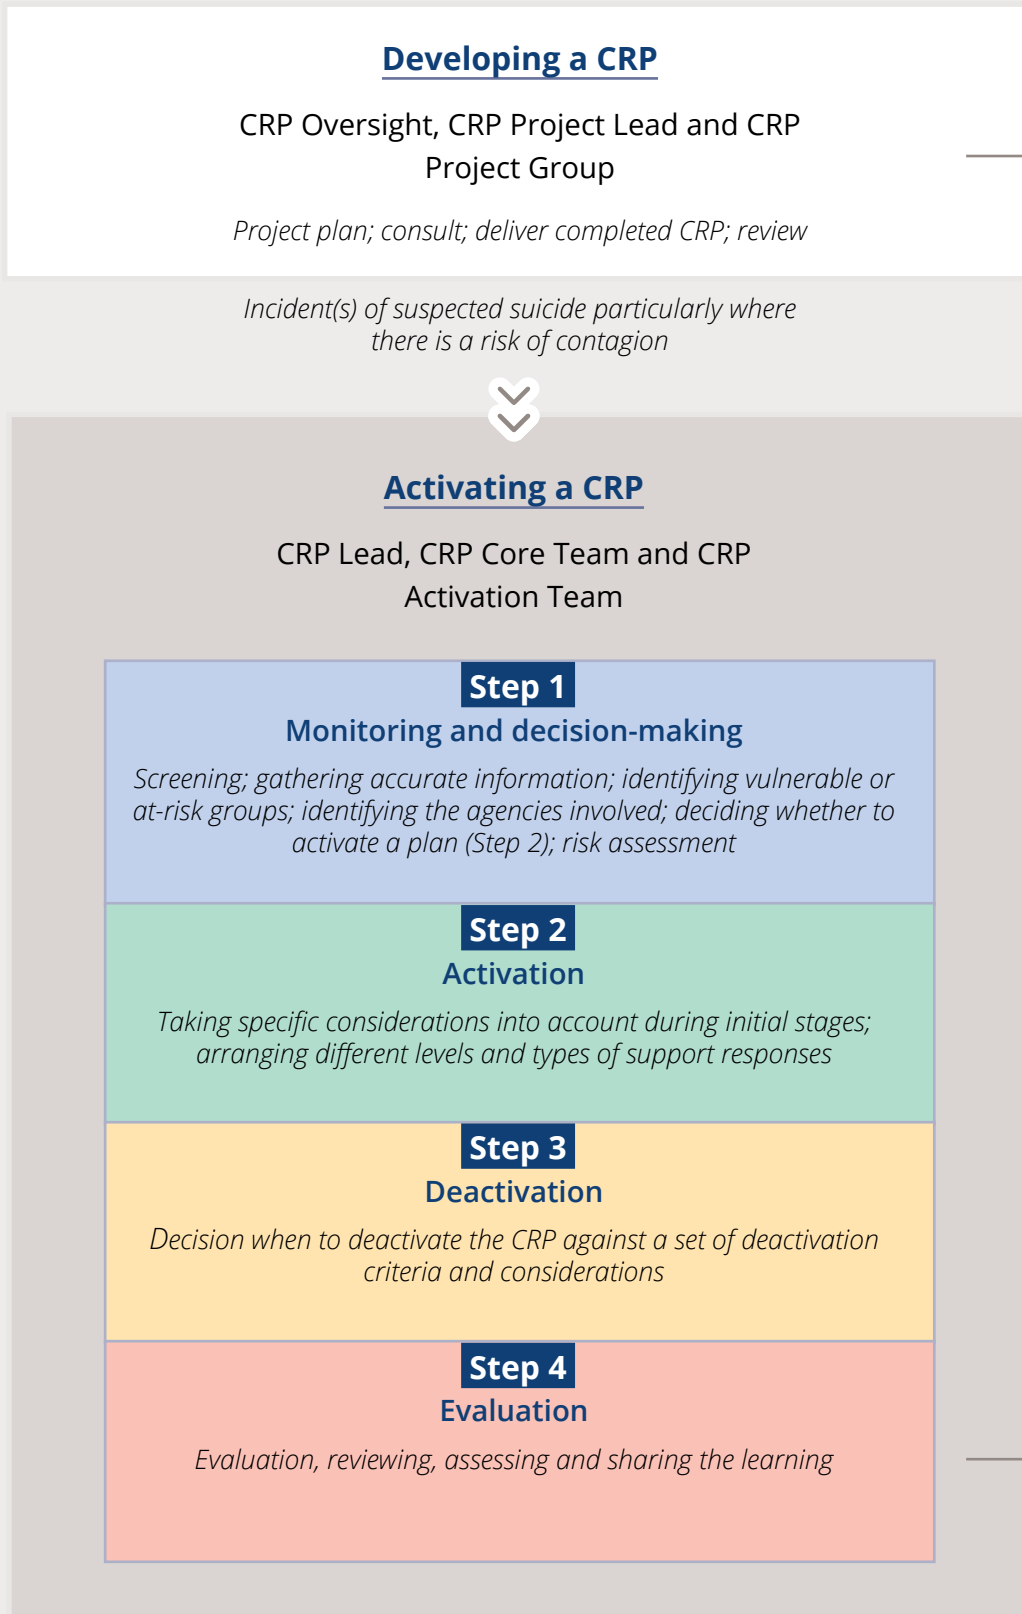 Developing a CRP
CRP Oversight, CRP Project Lead and CRP
Project Group
Project plan; consult; deliver completed CRP; review
Incident(s) of suspected suicide particularly where
there is a risk of contagion
Activating a CRP
CRP Lead, CRP Core Team and CRP
Activation Team
Step 1
Monitoring and decision-making
Screening; gathering accurate information; identifying vulnerable or
at-risk groups; identifying the agencies involved; deciding whether to
activate a plan (Step 2); risk assessment
Step 2
Activation
Taking specific considerations into account during initial stages;
arranging different levels and types of support responses
Step 3
Deactivation
Decision when to deactivate the CRP against a set of deactivation
criteria and considerations
Step 4
Evaluation
Evaluation, reviewing, assessing and sharing the learning